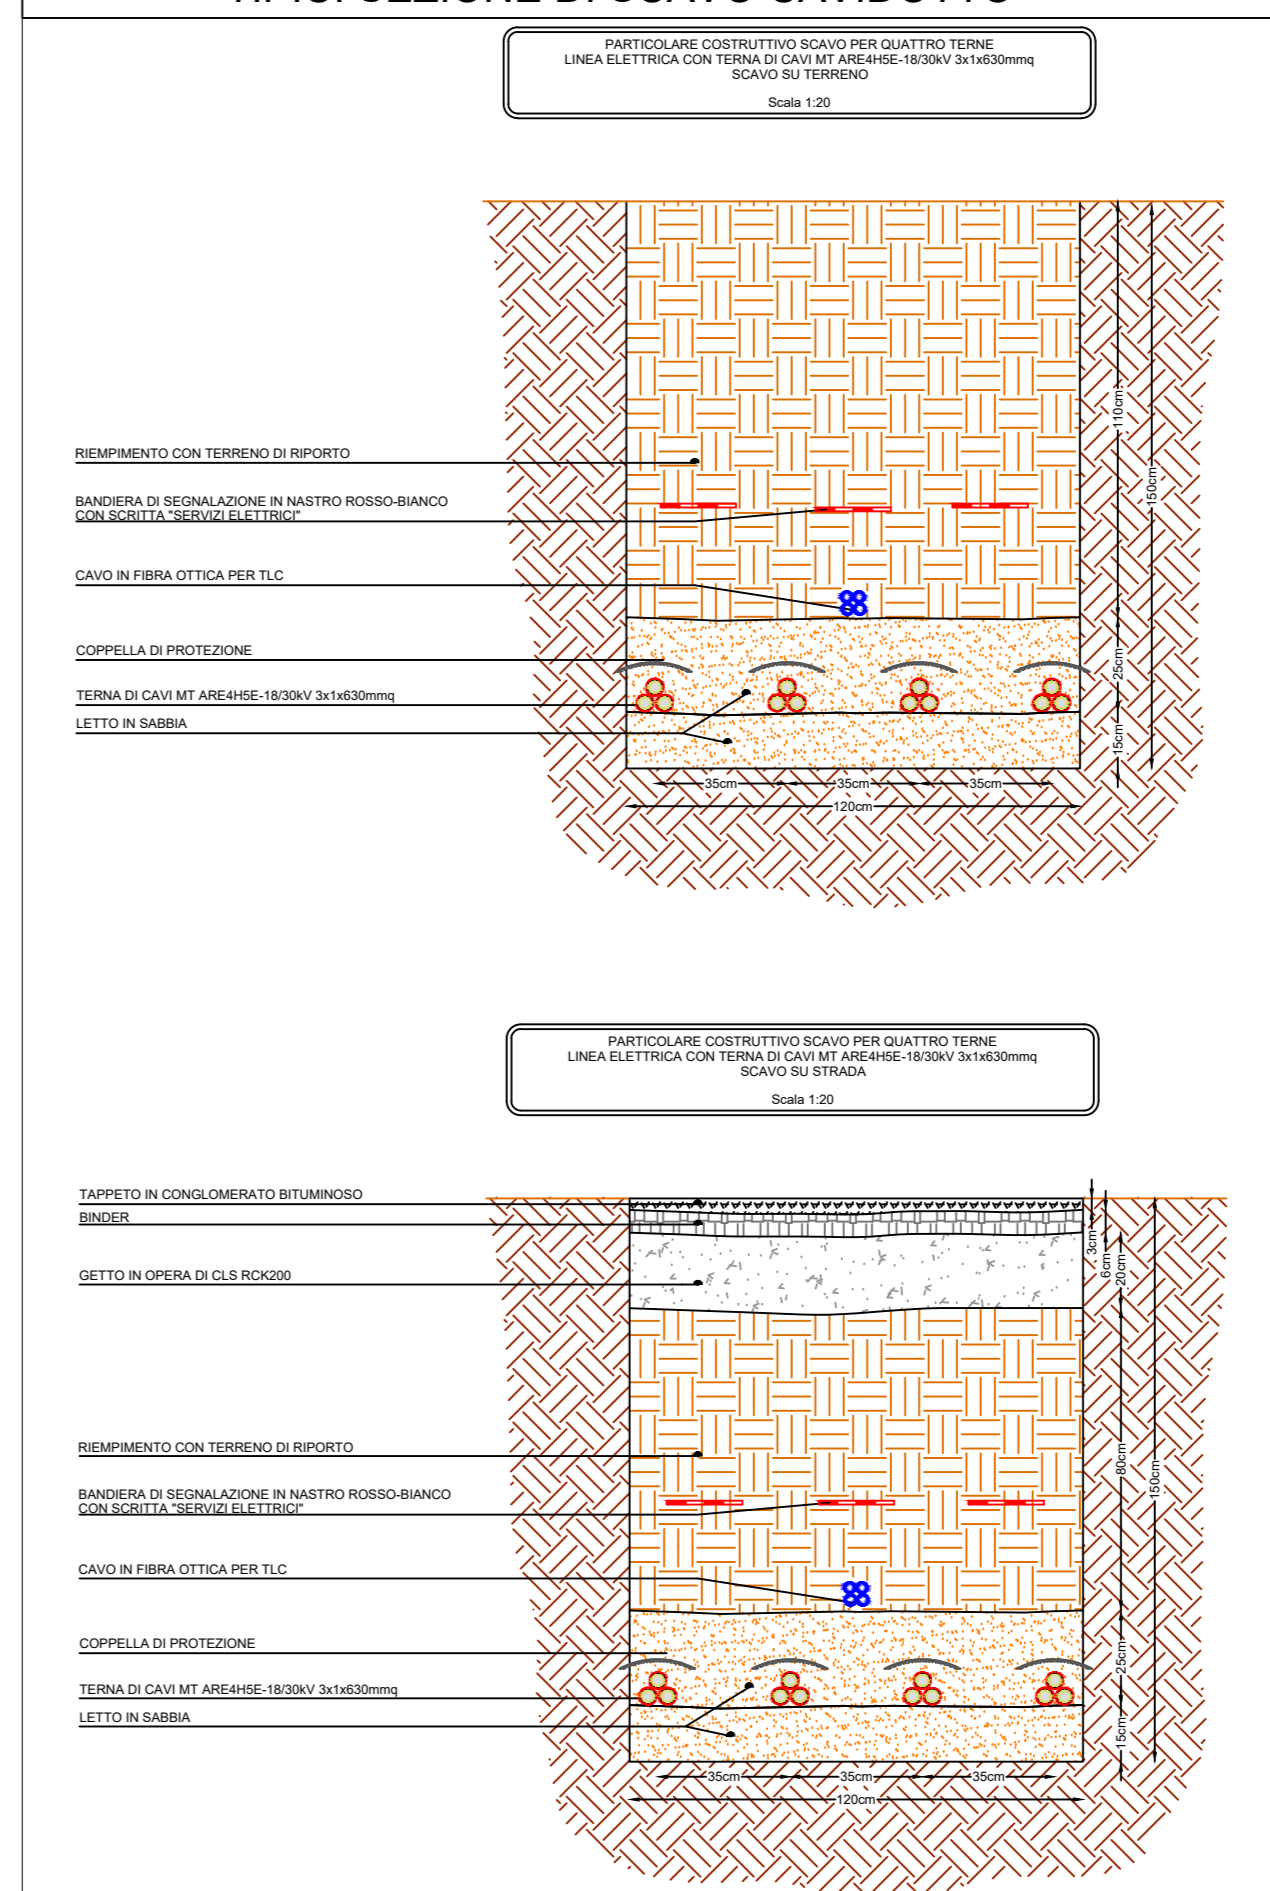 PARTICOLARE COSTRUTTIVO SCAVO PER QUATTRO TERNE
LINEA ELETTRICA CON TERNA DI CAVI MT ARE4H5E-18/30kV 3x1x630mmq
SCAVO SU TERRENO
Scala 1:20
RIEMPIMENTO CON TERRENO DI RIPORTO
BANDIERA DI SEGNALAZIONE IN NASTRO ROSSO-BIANCO
CON SCRITTA "SERVIZI ELETTRICI"
CAVO IN FIBRA OTTICA PER TLC
COPPELLA DI PROTEZIONE
TERNA DI CAVI MT ARE4H5E-18/30kV 3x1x630mmq
LETTO IN SABBIA
110cm
150cm
25cm
15cm
35cm
35cm
35cm
120cm
PARTICOLARE COSTRUTTIVO SCAVO PER QUATTRO TERNE
LINEA ELETTRICA CON TERNA DI CAVI MT ARE4H5E-18/30kV 3x1x630mmq
SCAVO SU STRADA
Scala 1:20
TAPPETO IN CONGLOMERATO BITUMINOSO
BINDER
GETTO IN OPERA DI CLS RCK200
RIEMPIMENTO CON TERRENO DI RIPORTO
BANDIERA DI SEGNALAZIONE IN NASTRO ROSSO-BIANCO
CON SCRITTA "SERVIZI ELETTRICI"
CAVO IN FIBRA OTTICA PER TLC
COPPELLA DI PROTEZIONE
TERNA DI CAVI MT ARE4H5E-18/30kV 3x1x630mmq
LETTO IN SABBIA
3cm
6cm
20cm
80cm
150cm
25cm
15cm
35cm
35cm
35cm
120cm